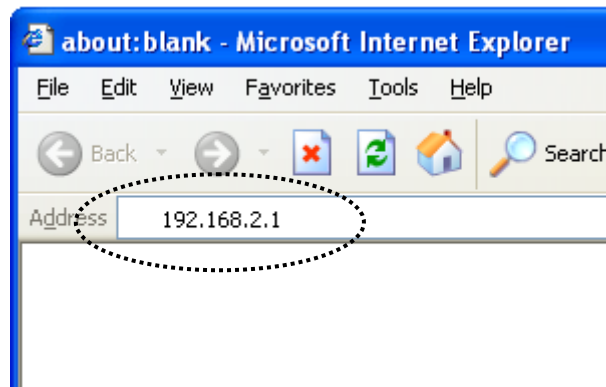 about:blank - Microsoft Internet Explorer
File Edit View Favorites Tools Help
Back Search
Address 192.168.2.1